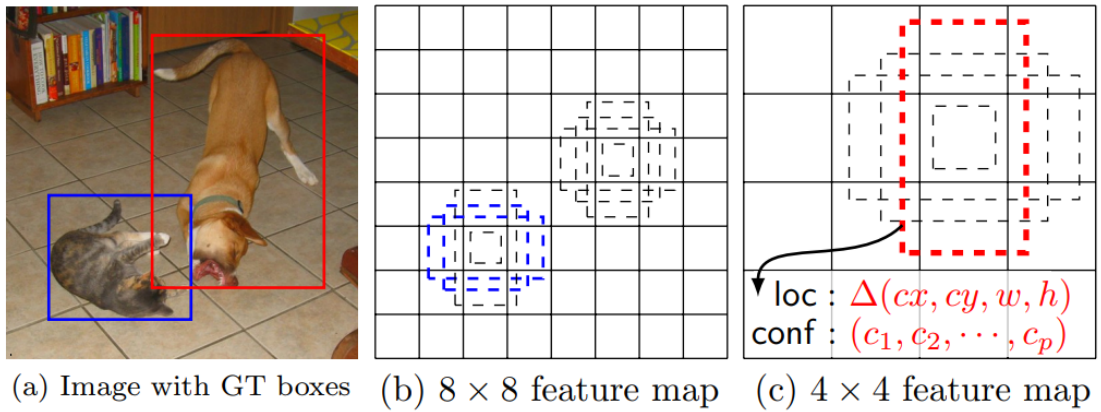 loc : Δ(cx, cy, w, h)
conf : (c₁, c₂, ⋯, cₚ)
(a) Image with GT boxes
(b) 8 × 8 feature map
(c) 4 × 4 feature map